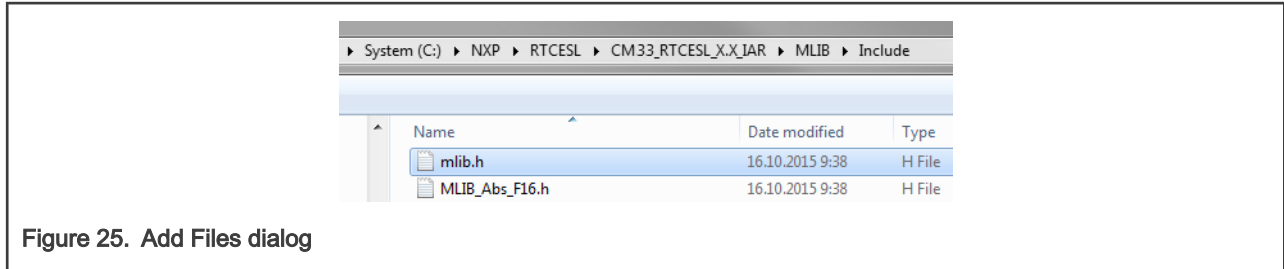 System (C:) ▸ NXP ▸ RTCESL ▸ CM33_RTCESL_X.X_IAR ▸ MLIB ▸ Include
Name Date modified Type
mlib.h 16.10.2015 9:38 H File
MLIB_Abs_F16.h 16.10.2015 9:38 H File
Figure 25. Add Files dialog